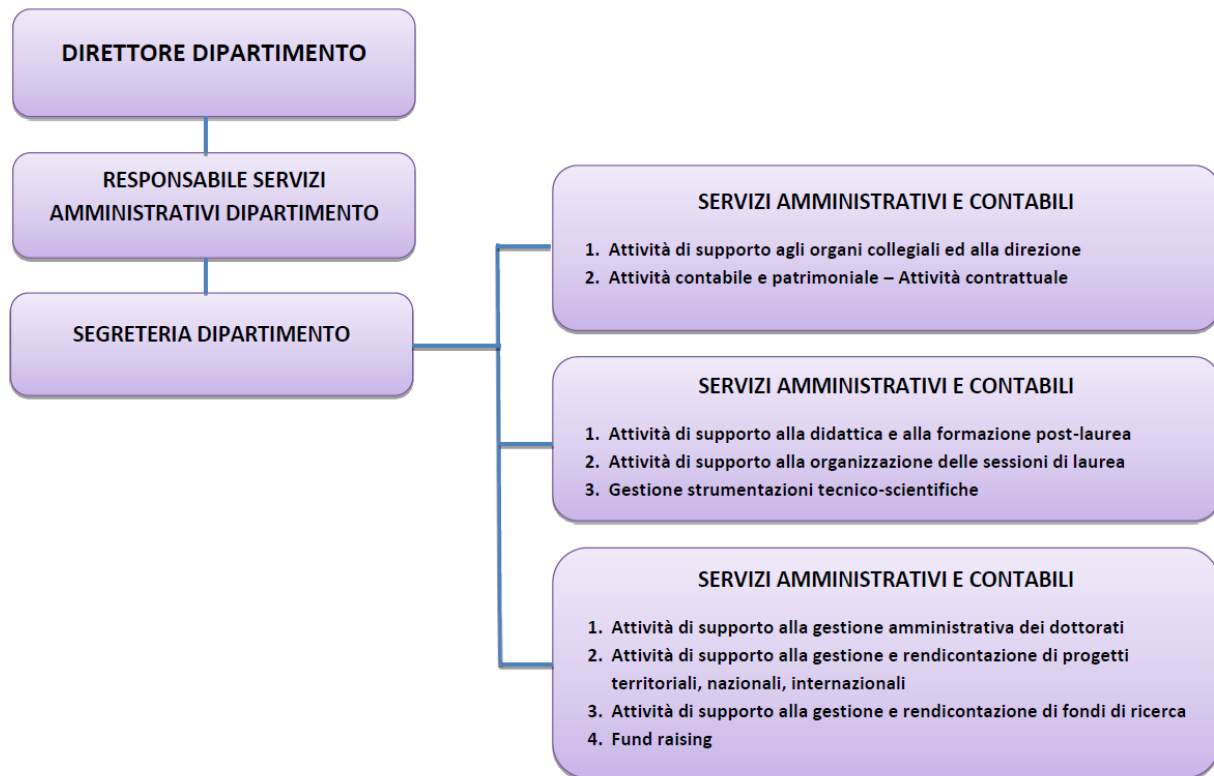 DIRETTORE DIPARTIMENTO
RESPONSABILE SERVIZI
AMMINISTRATIVI DIPARTIMENTO
SEGRETERIA DIPARTIMENTO
SERVIZI AMMINISTRATIVI E CONTABILI
1. Attività di supporto agli organi collegiali ed alla direzione
2. Attività contabile e patrimoniale – Attività contrattuale
SERVIZI AMMINISTRATIVI E CONTABILI
1. Attività di supporto alla didattica e alla formazione post-laurea
2. Attività di supporto alla organizzazione delle sessioni di laurea
3. Gestione strumentazioni tecnico-scientifiche
SERVIZI AMMINISTRATIVI E CONTABILI
1. Attività di supporto alla gestione amministrativa dei dottorati
2. Attività di supporto alla gestione e rendicontazione di progetti
territoriali, nazionali, internazionali
3. Attività di supporto alla gestione e rendicontazione di fondi di ricerca
4. Fund raising